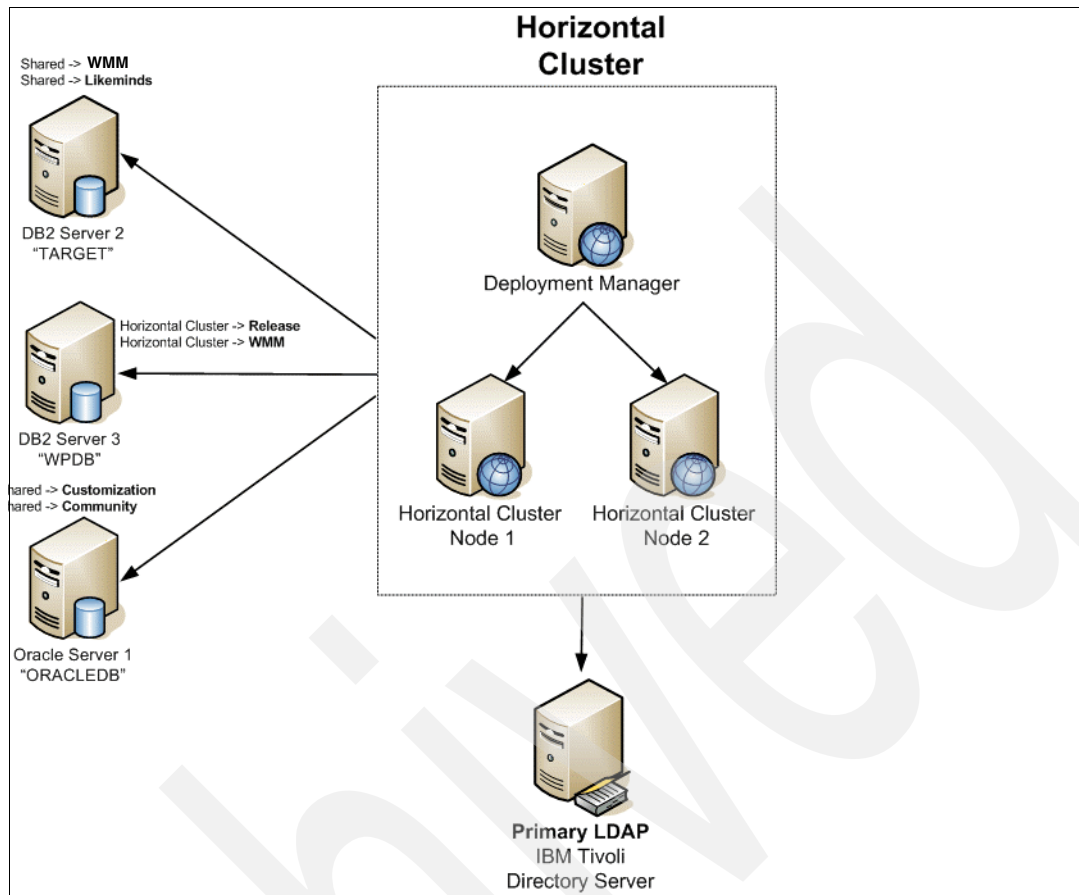 Horizontal
Cluster
Shared -> WMM
Shared -> Likeminds
DB2 Server 2
“TARGET”
Deployment Manager
Horizontal Cluster -> Release
Horizontal Cluster -> WMM
DB2 Server 3
“WPDB”
Horizontal Cluster
Node 1
Horizontal Cluster
Node 2
hared -> Customization
hared -> Community
Oracle Server 1
“ORACLEDB”
Primary LDAP
IBM Tivoli
Directory Server
hived